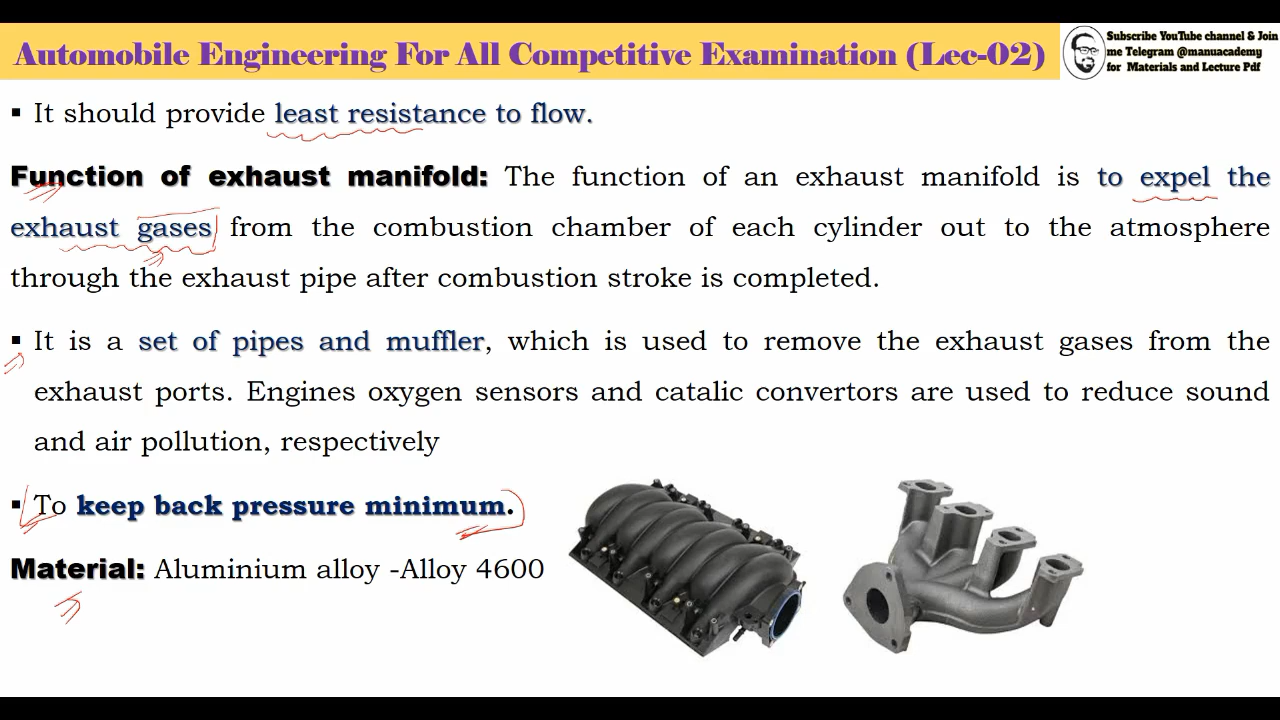 Automobile Engineering For All Competitive Examination (Lec-02)
Subscribe YouTube channel & Join
me Telegram @manuacademy
for Materials and Lecture Pdf
▪ It should provide least resistance to flow.
Function of exhaust manifold: The function of an exhaust manifold is to expel the
exhaust gases from the combustion chamber of each cylinder out to the atmosphere
through the exhaust pipe after combustion stroke is completed.
▪ It is a set of pipes and muffler, which is used to remove the exhaust gases from the
exhaust ports. Engines oxygen sensors and catalic convertors are used to reduce sound
and air pollution, respectively
▪ To keep back pressure minimum.
Material: Aluminium alloy -Alloy 4600